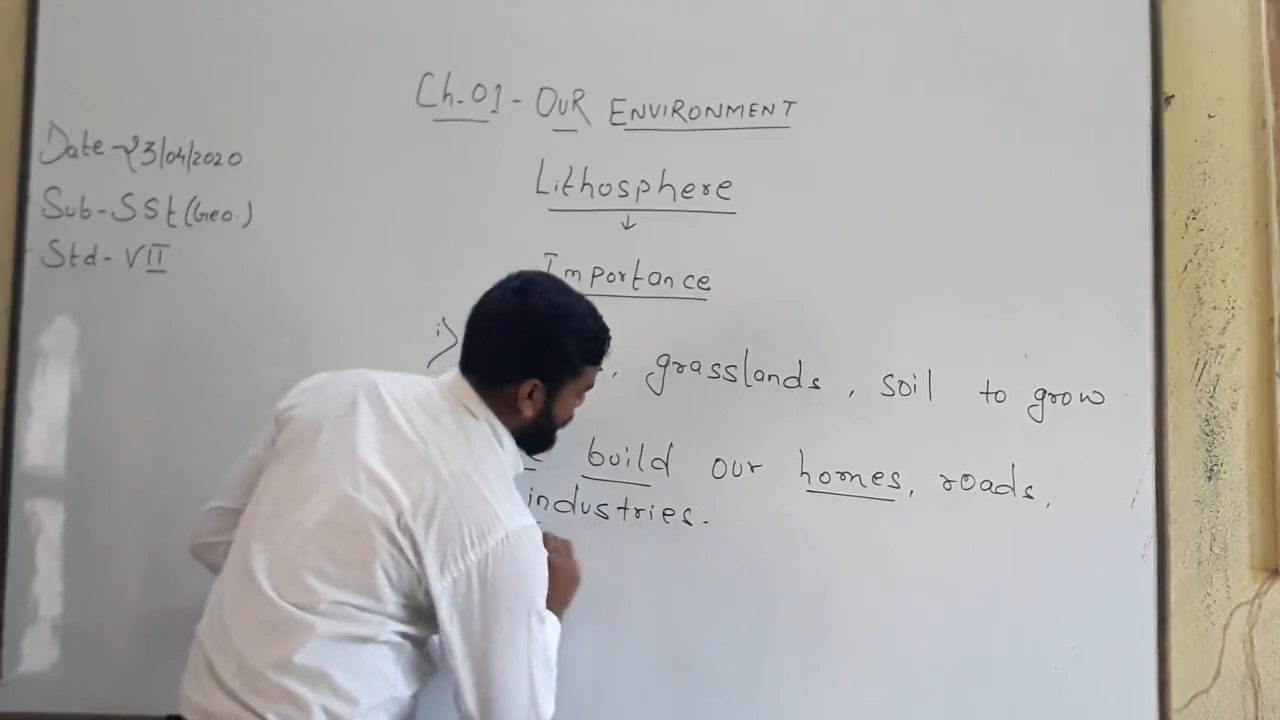 Ch.01 - OUR ENVIRONMENT
Date - 23/04/2020
Sub - SSt (Geo.)
Std - VII
Lithosphere
↓
Importance
i)
, grasslands, soil to grow
build our homes, roads,
industries.